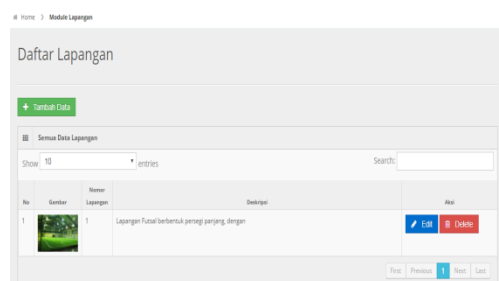 Home > Module Lapangan
Daftar Lapangan
+ Tambah Data
Semua Data Lapangan
Show 10 entries Search:
No Gambar Nomor Lapangan Deskripsi Aksi
1 1 Lapangan Futsal berbentuk persegi panjang, dengan Edit Delete
First Previous 1 Next Last